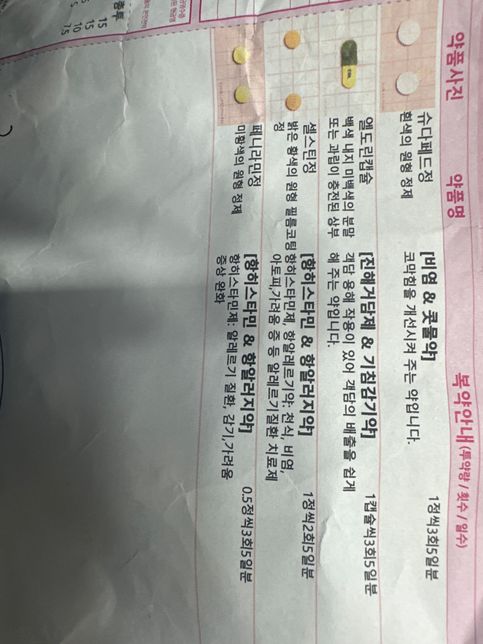 약품사진 약품명 복약안내(투약량 / 횟수 / 일수)
슈다페드정
흰색의 원형 정제
[비염 & 콧물약]
코막힘을 개선시켜 주는 약입니다.
1정씩3회5일분
엘도린캡슐
백색 내지 미백색의 분말
또는 과립이 충전된 상부
[진해거담제 & 기침감기약]
객담 용해 작용이 있어 객담의 배출을 쉽게
해 주는 약입니다.
1캡슐씩3회5일분
셀스틴정
밝은 황색의 원형 필름코팅
정
[항히스타민 & 항알러지약]
항히스타민제, 항알레르기약: 천식, 비염,
아토피,가려움 증 등 알레르기질환 치료제
1정씩2회5일분
페니라민정
미황색의 원형 정제
[항히스타민 & 항알러지약]
항히스타민제: 알레르기 질환, 감기,가려움
증상 완화
0.5정씩3회5일분
총투
15
15
10
7.5